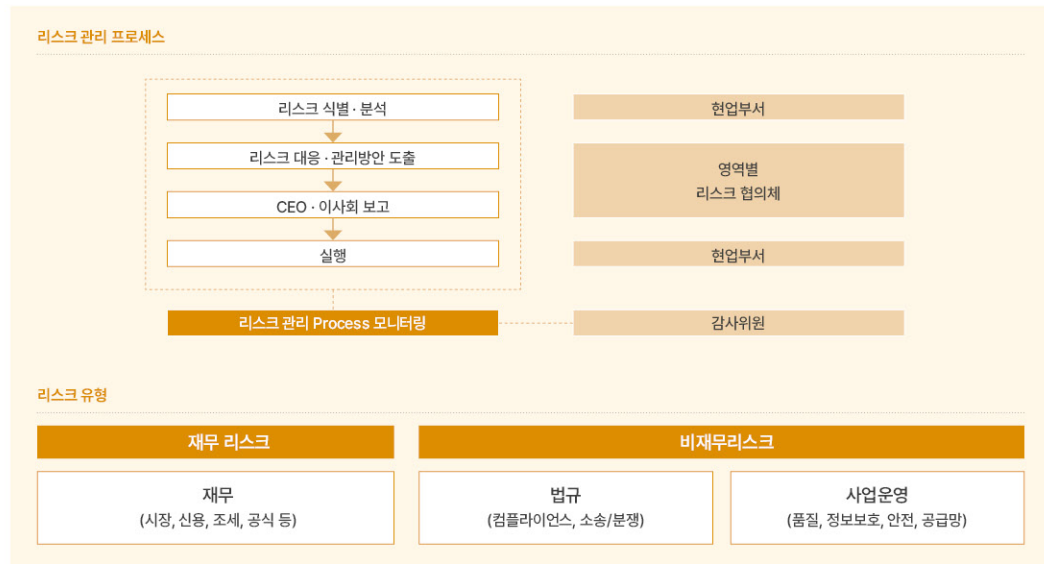 리스크 관리 프로세스
리스크 식별 · 분석
현업부서
리스크 대응 · 관리방안 도출
영역별
리스크 협의체
CEO · 이사회 보고
실행
현업부서
리스크 관리 Process 모니터링
감사위원
리스크 유형
재무 리스크
비재무리스크
재무
(시장, 신용, 조세, 공식 등)
법규
(컴플라이언스, 소송/분쟁)
사업운영
(품질, 정보보호, 안전, 공급망)